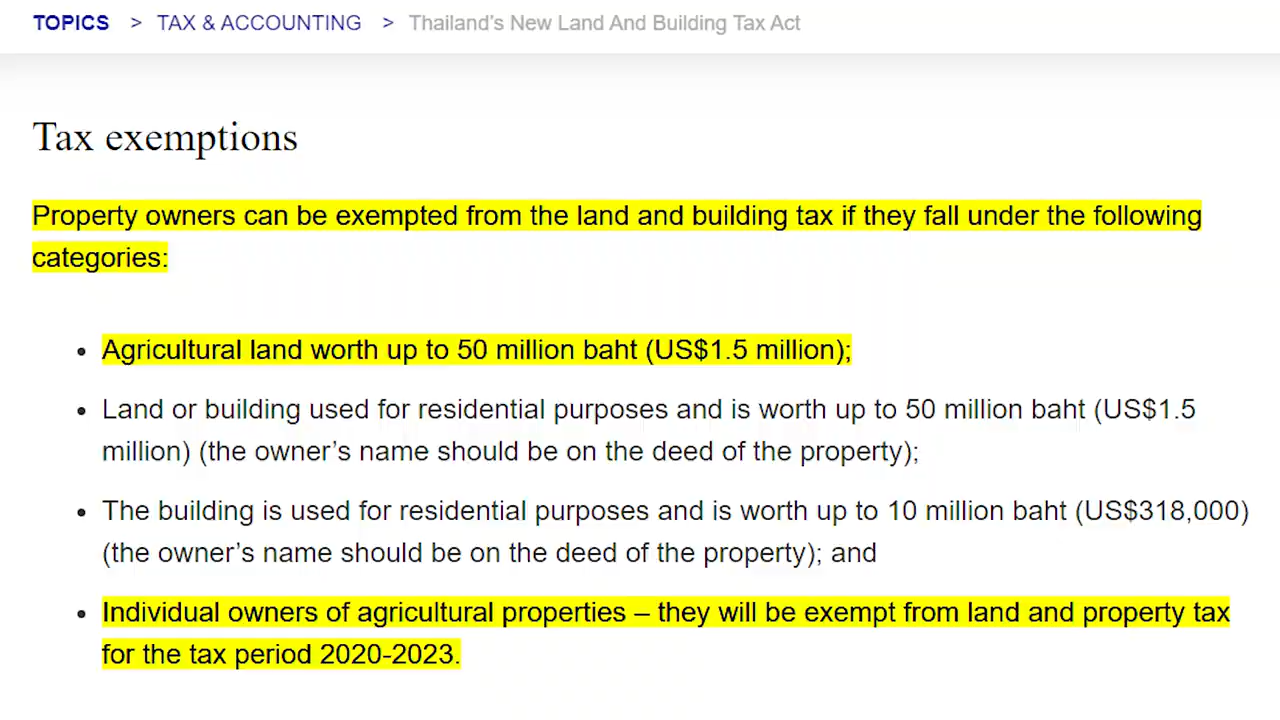 TOPICS > TAX & ACCOUNTING > Thailand's New Land And Building Tax Act
Tax exemptions
Property owners can be exempted from the land and building tax if they fall under the following
categories:
• Agricultural land worth up to 50 million baht (US$1.5 million);
• Land or building used for residential purposes and is worth up to 50 million baht (US$1.5
million) (the owner’s name should be on the deed of the property);
• The building is used for residential purposes and is worth up to 10 million baht (US$318,000)
(the owner’s name should be on the deed of the property); and
• Individual owners of agricultural properties – they will be exempt from land and property tax
for the tax period 2020-2023.